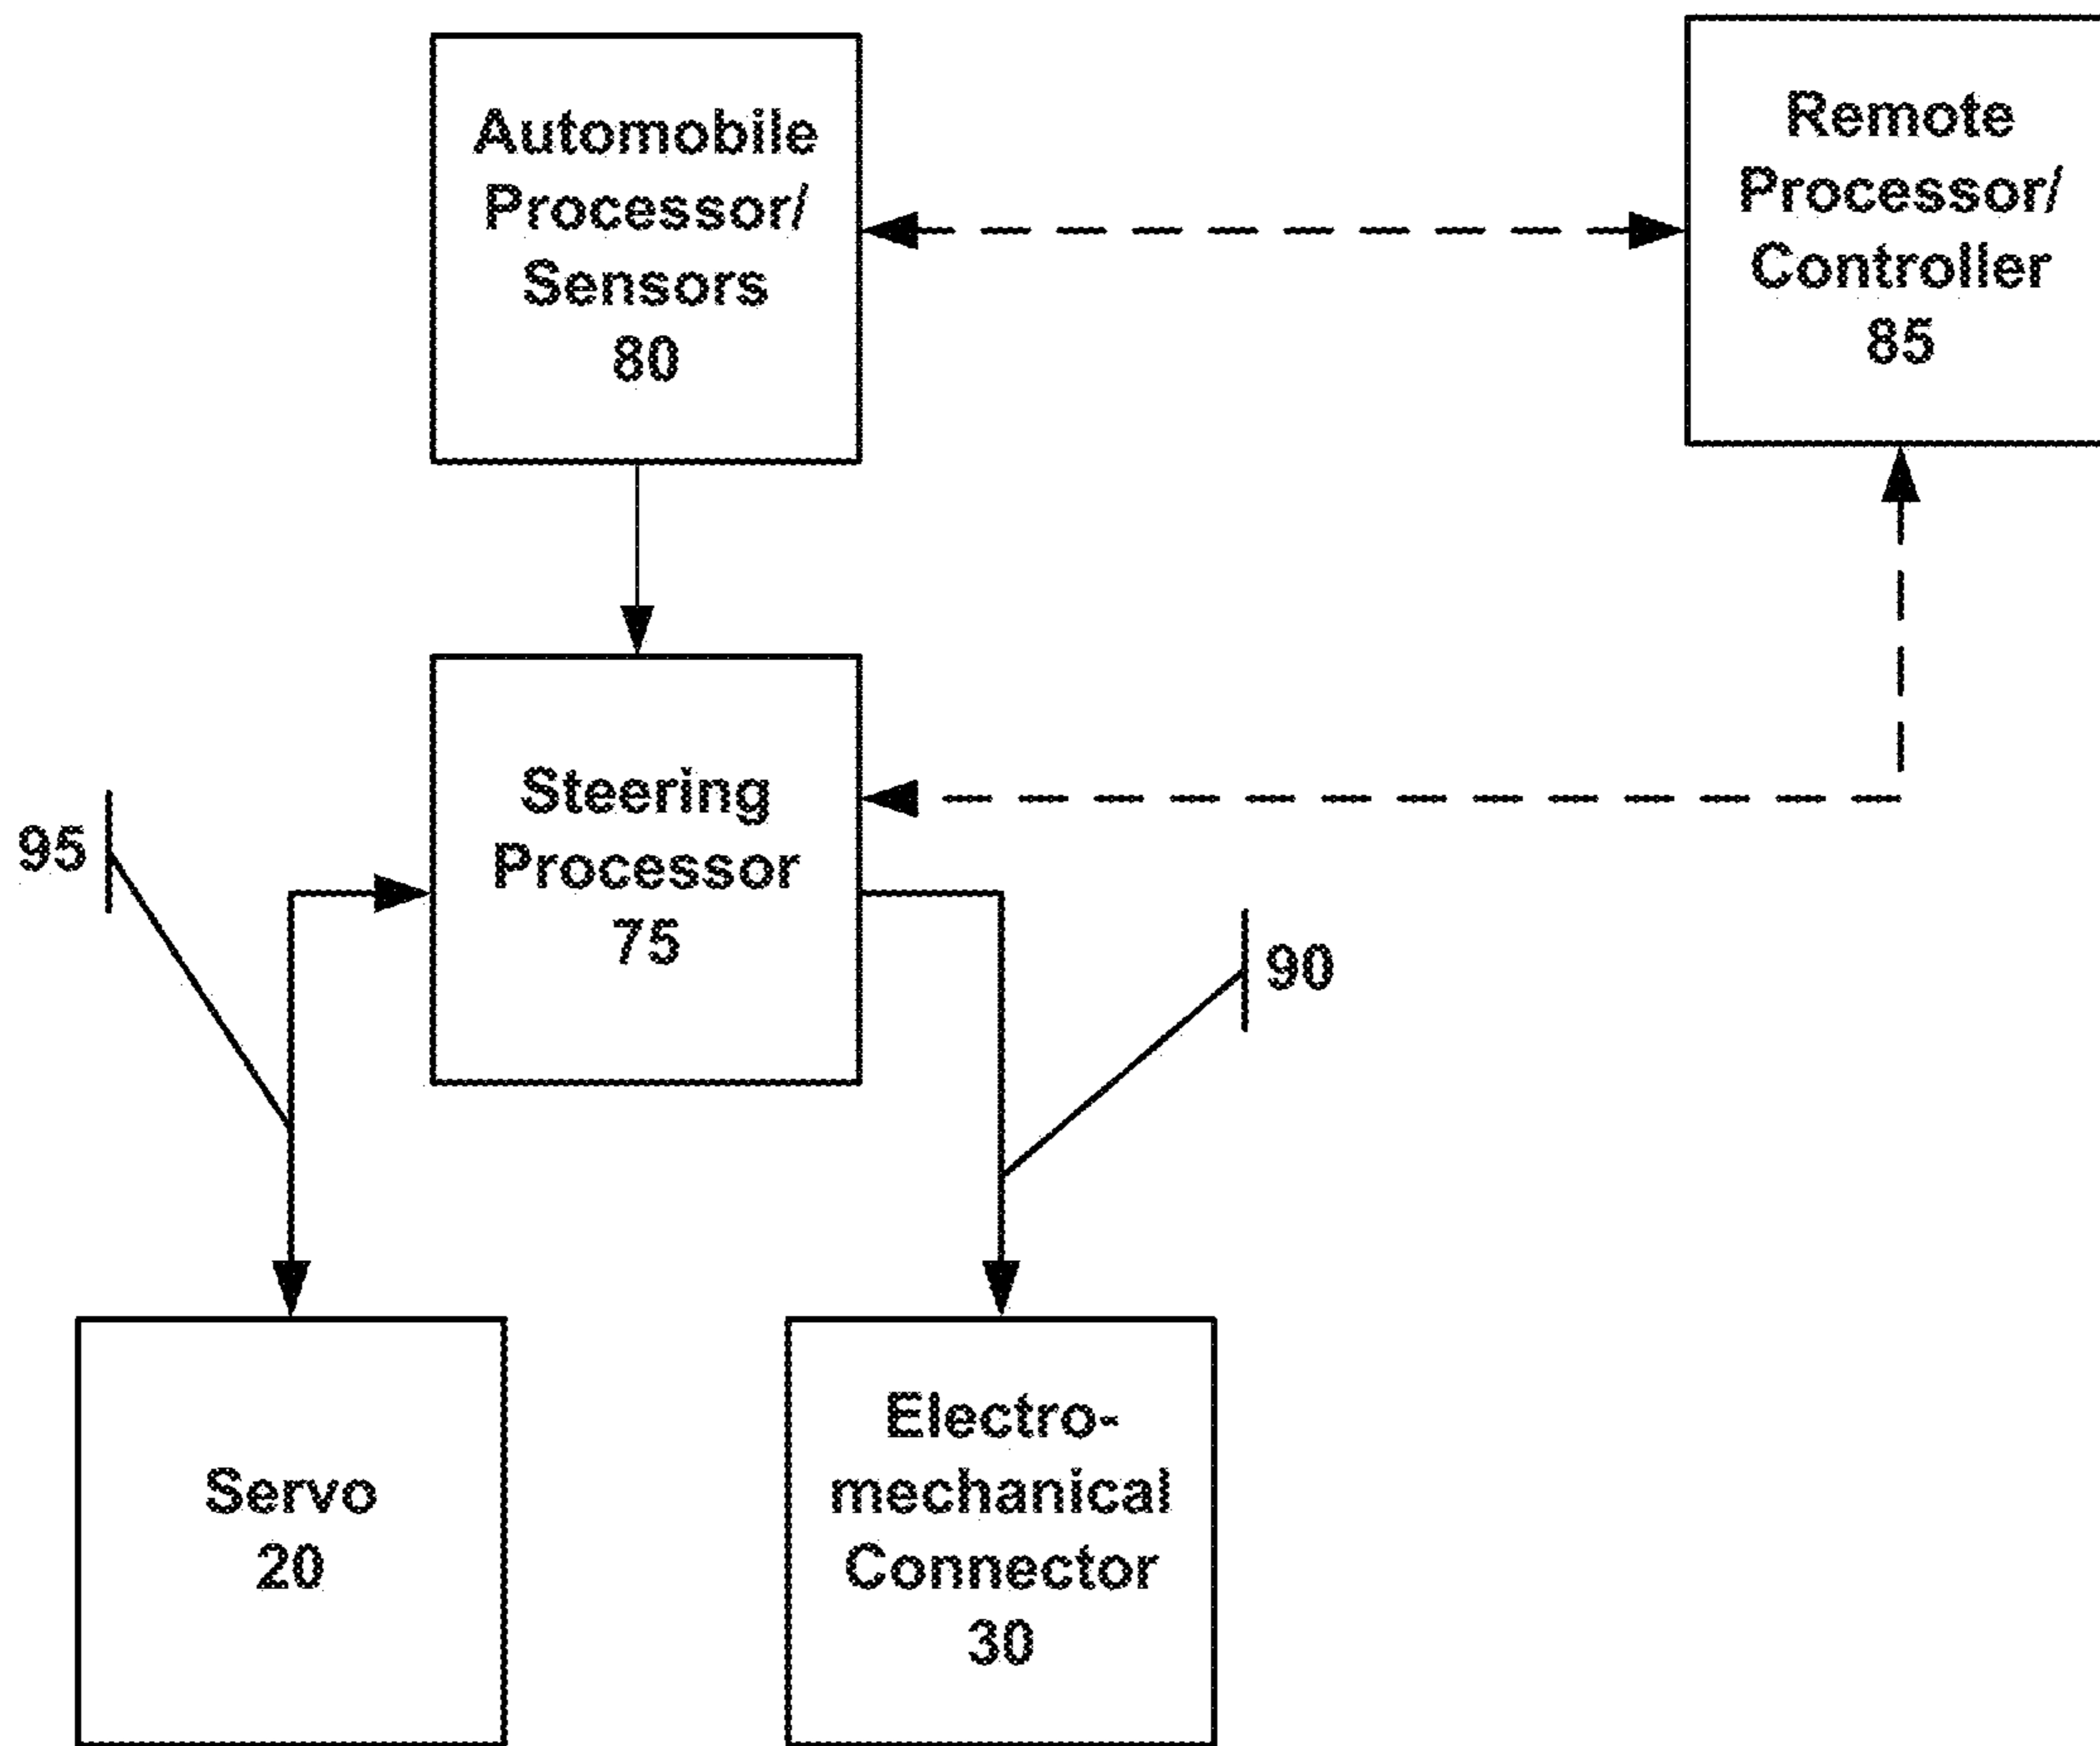 Automobile
Processor/
Sensors
80
Remote
Processor/
Controller
85
Steering
Processor
75
95
90
Servo
20
Electro-
mechanical
Connector
30